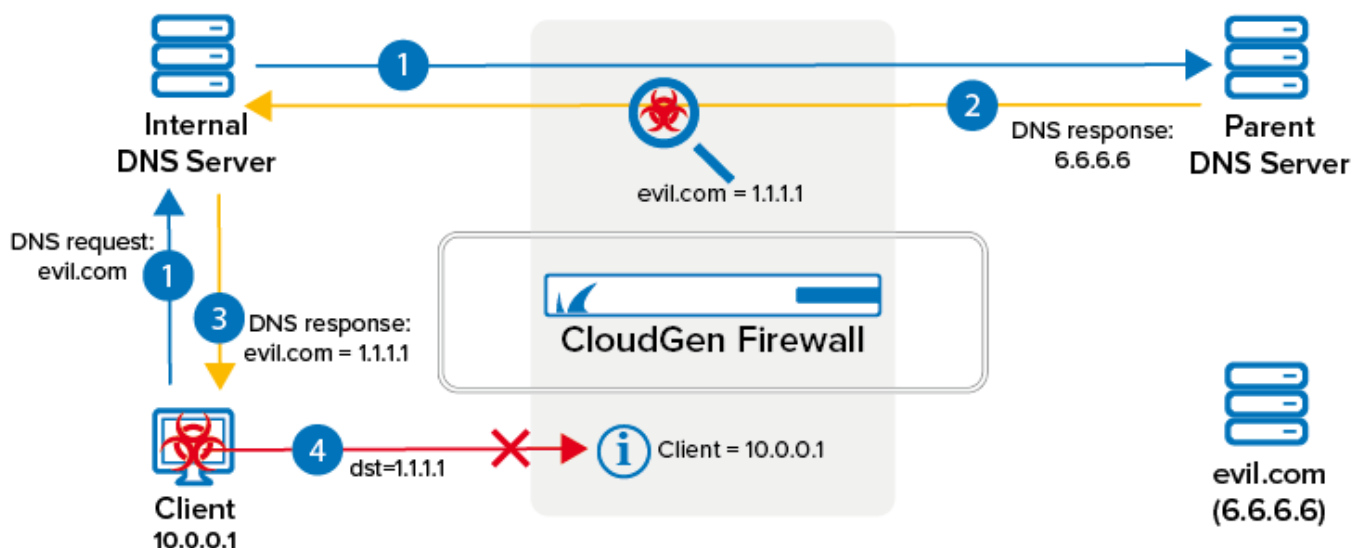 1
Internal
DNS Server
2
DNS response:
6.6.6.6
Parent
DNS Server
evil.com = 1.1.1.1
DNS request:
evil.com
1
3
DNS response:
evil.com = 1.1.1.1
CloudGen Firewall
4
dst=1.1.1.1
i
Client = 10.0.0.1
Client
10.0.0.1
evil.com
(6.6.6.6)